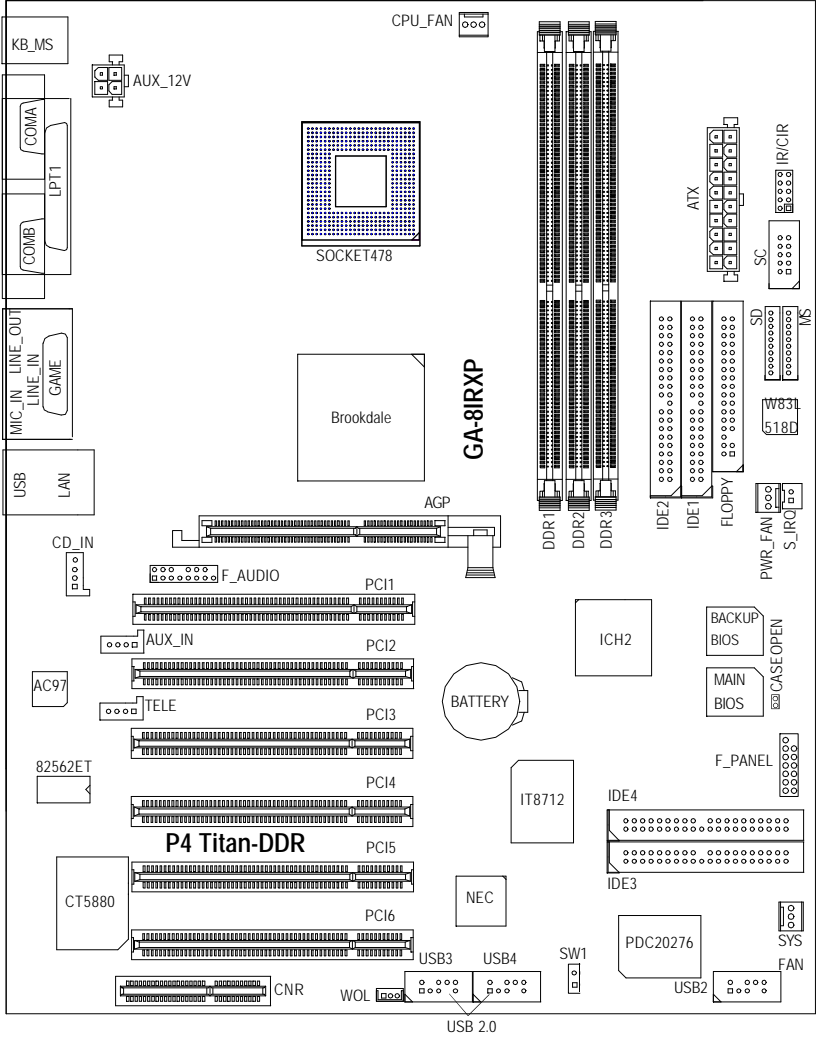 CPU_FAN
KB_MS
AUX_12V
COMA
LPT1
COMB
SOCKET478
ATX
IR/CIR
SC
SD
MS
MIC_IN LINE_OUT
LINE_IN
GAME
Brookdale
GA-8IRXP
W83L
518D
USB
LAN
AGP
DDR1
DDR2
DDR3
IDE2
IDE1
FLOPPY
PWR_FAN
S_IRQ
CD_IN
F_AUDIO
PCI1
AUX_IN
PCI2
ICH2
BACKUP
BIOS
CASE OPEN
MAIN
BIOS
AC97
TELE
BATTERY
PCI3
F_PANEL
82562ET
PCI4
IT8712
IDE4
P4 Titan-DDR
PCI5
IDE3
CT5880
NEC
PCI6
PDC20276
SYS
FAN
USB3
USB4
SW1
USB2
CNR
WOL
USB 2.0